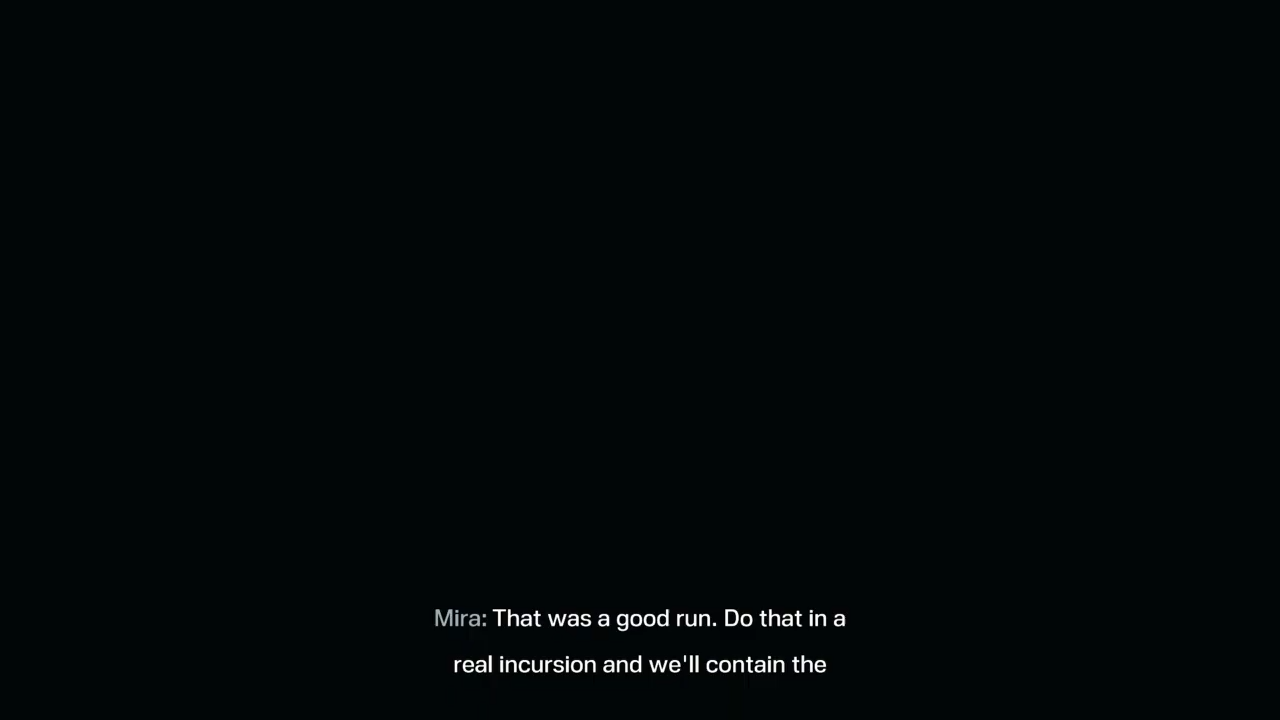 Mira: That was a good run. Do that in a
real incursion and we'll contain the